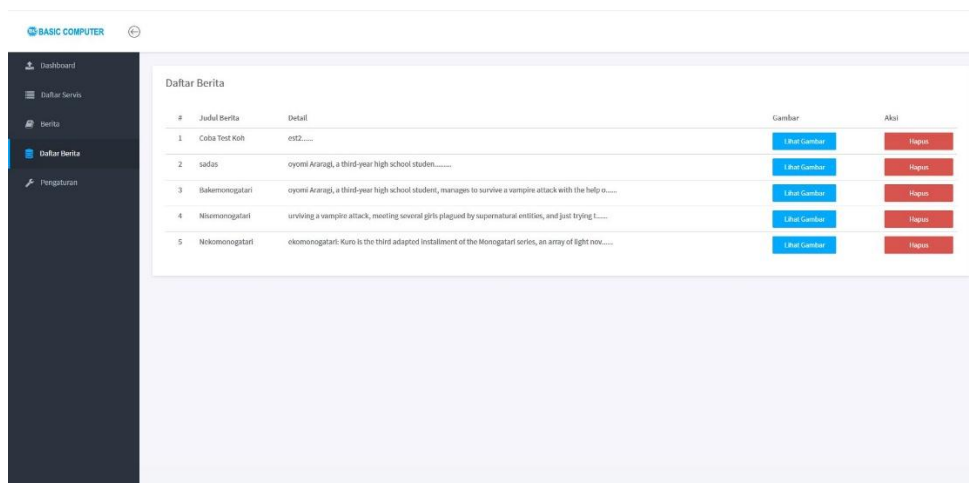 BASIC COMPUTER
Dashboard
Daftar Servis
Berita
Daftar Berita
Pengaturan
Daftar Berita
# Judul Berita Detail Gambar Aksi
1 Coba Test Koh est2...... Lihat Gambar Hapus
2 sadas oyomi Araragi, a third-year high school studen......... Lihat Gambar Hapus
3 Bakemonogatari oyomi Araragi, a third-year high school student, manages to survive a vampire attack with the help o...... Lihat Gambar Hapus
4 Nisemonogatari urviving a vampire attack, meeting several girls plagued by supernatural entities, and just trying t...... Lihat Gambar Hapus
5 Nekomonogatari ekomonogatari: Kuro is the third adapted installment of the Monogatari series, an array of light nov...... Lihat Gambar Hapus